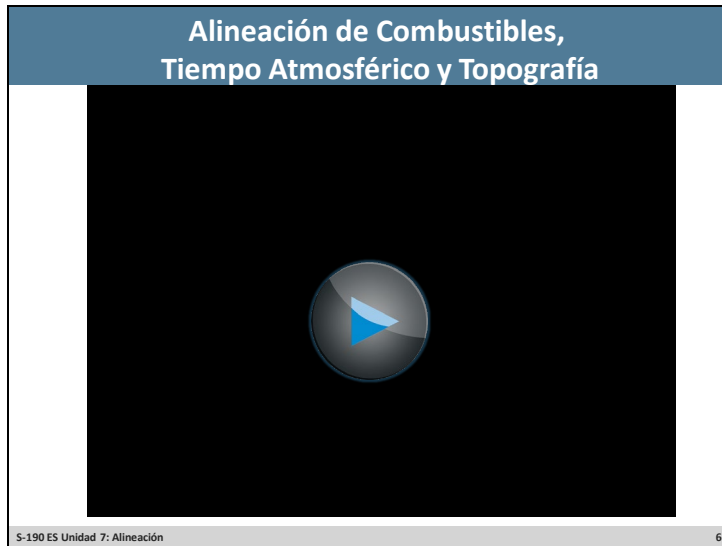 Alineación de Combustibles,
Tiempo Atmosférico y Topografía
S-190 ES Unidad 7: Alineación
6